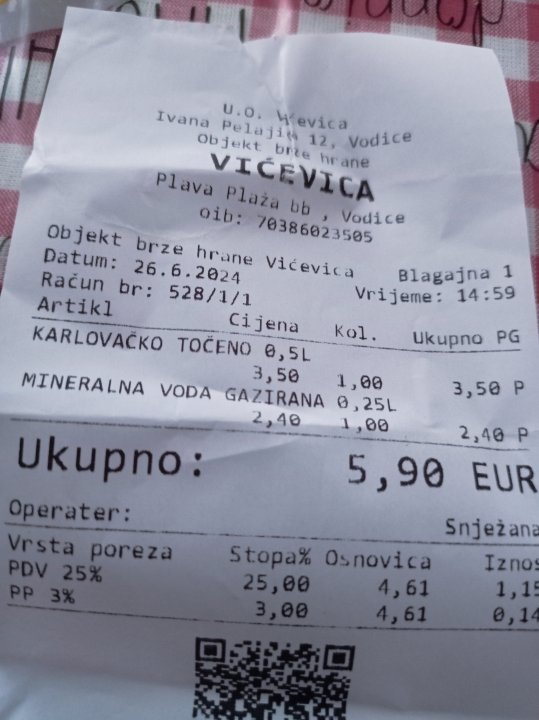 U.O.
Ivana Pelajić 12, Vodice
Objekt brze hrane
VIĆEVICA
Plava Plaža bb , Vodice
oib: 70386023505
Objekt brze hrane Vićevica Blagajna 1
Datum: 26.6.2024 Vrijeme: 14:59
Račun br: 528/1/1
Artikl Cijena Kol. Ukupno PG
KARLOVAČKO TOČENO 0,5L
3,50 1,00 3,50 P
MINERALNA VODA GAZIRANA 0,25L
2,40 1,00 2,40 P
Ukupno: 5,90 EUR
Operater: Snježana
Vrsta poreza Stopa% Osnovica Iznos
PDV 25% 25,00 4,61 1,15
PP 3% 3,00 4,61 0,14